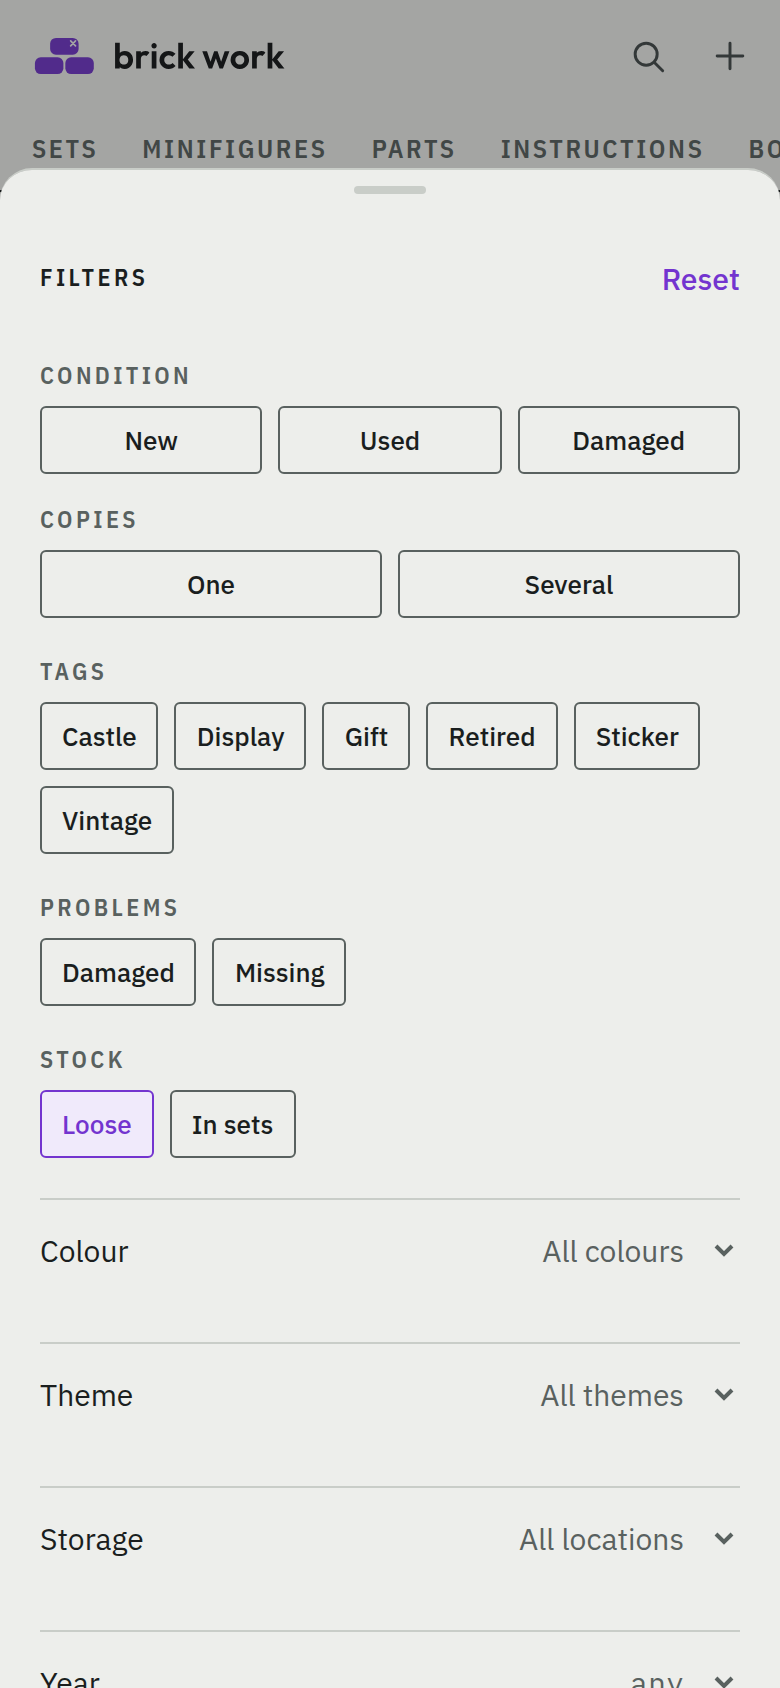 brick work
SETS MINIFIGURES PARTS INSTRUCTIONS BO
FILTERS Reset
CONDITION
New Used Damaged
COPIES
One Several
TAGS
Castle Display Gift Retired Sticker
Vintage
PROBLEMS
Damaged Missing
STOCK
Loose In sets
Colour All colours
Theme All themes
Storage All locations
Year any